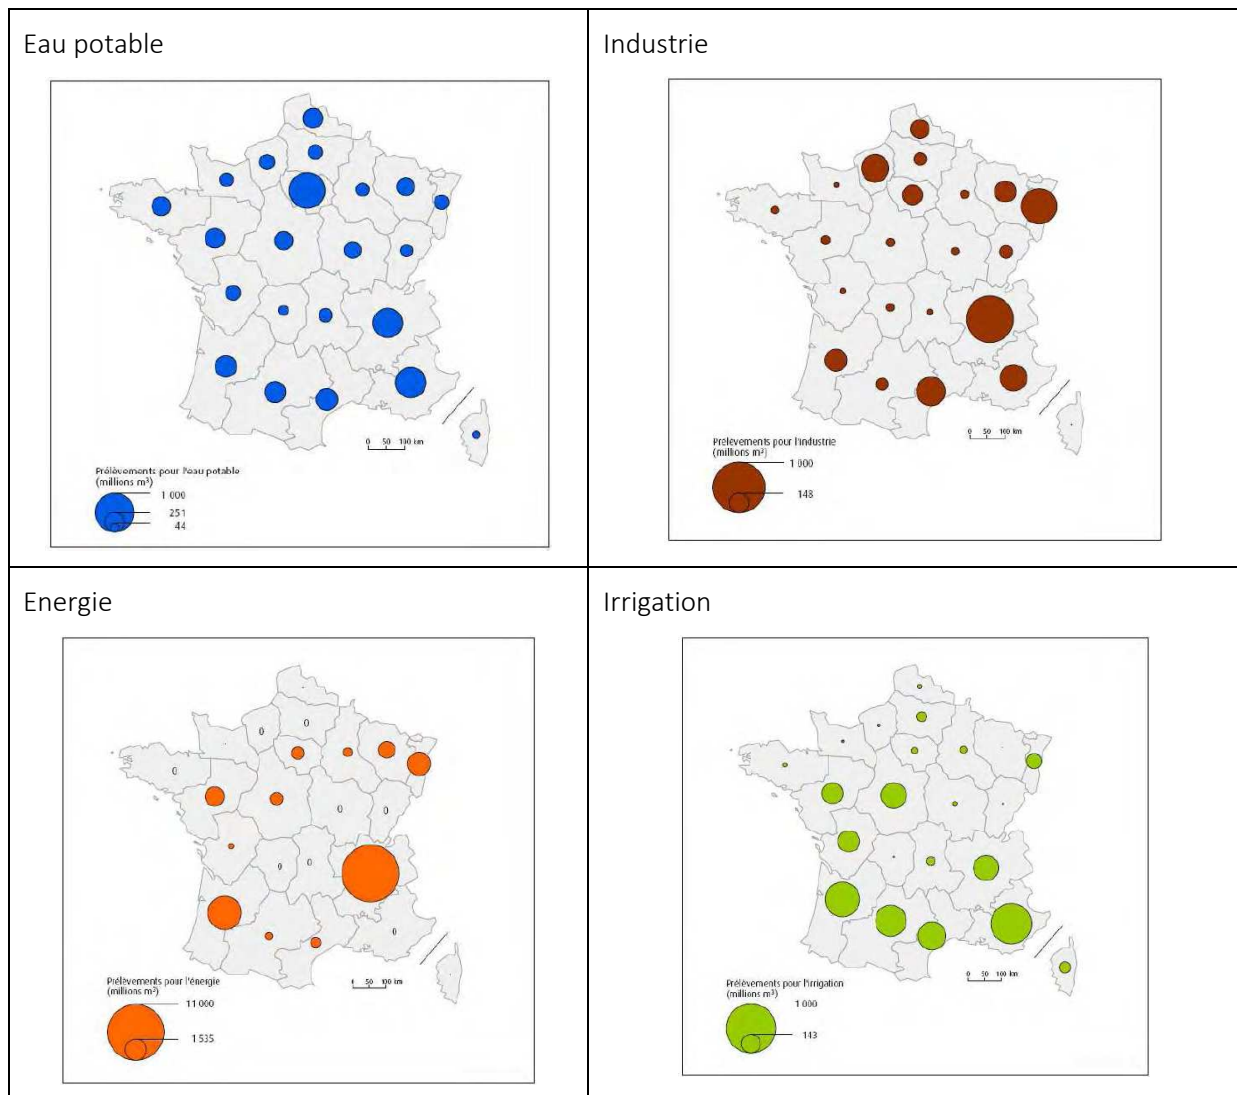 Eau potable
0 50 100 km
Prélèvements pour l'eau potable
(millions m³)
1 000
251
44
Industrie
0 50 100 km
Prélèvements pour l'industrie
(millions m³)
1 000
148
Energie
0
0
0
0
0
0
0
0
0 50 100 km
Prélèvements pour l'énergie
(millions m³)
11 000
1 535
Irrigation
0 50 100 km
Prélèvements pour l'irrigation
(millions m³)
1 000
143